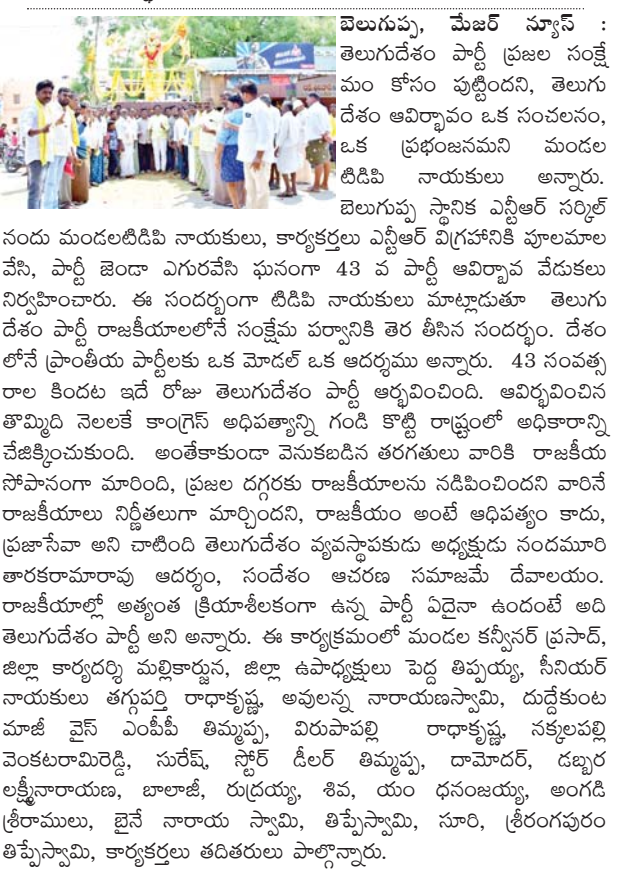 బెలుగుప్ప, మేజర్ న్యూస్ :
తెలుగుదేశం పార్టీ ప్రజల సంక్షే
మం కోసం పుట్టిందని, తెలుగు
దేశం ఆవిర్భావం ఒక సంచలనం,
ఒక ప్రభంజనమని మండల
టిడిపి నాయకులు అన్నారు.
బెలుగుప్ప స్థానిక ఎన్టీఆర్ సర్కిల్
నందు మండలటిడిపి నాయకులు, కార్యకర్తలు ఎన్టీఆర్ విగ్రహానికి పూలమాల
వేసి, పార్టీ జెండా ఎగురవేసి ఘనంగా 43 వ పార్టీ ఆవిర్భావ వేడుకలు
నిర్వహించారు. ఈ సందర్భంగా టిడిపి నాయకులు మాట్లాడుతూ తెలుగు
దేశం పార్టీ రాజకీయాలలోనే సంక్షేమ పర్వానికి తెర తీసిన సందర్భం. దేశం
లోనే ప్రాంతీయ పార్టీలకు ఒక మోడల్ ఒక ఆదర్శము అన్నారు. 43 సంవత్స
రాల కిందట ఇదే రోజు తెలుగుదేశం పార్టీ ఆర్భవించింది. ఆవిర్భవించిన
తొమ్మిది నెలలకే కాంగ్రెస్ అధిపత్యాన్ని గండి కొట్టి రాష్ట్రంలో అధికారాన్ని
చేజిక్కించుకుంది. అంతేకాకుండా వెనుకబడిన తరగతులు వారికి రాజకీయ
సోపానంగా మారింది, ప్రజల దగ్గరకు రాజకీయాలను నడిపించిందని వారినే
రాజకీయాలు నిర్ణీతలుగా మార్చిందని, రాజకీయం అంటే ఆధిపత్యం కాదు,
ప్రజాసేవా అని చాటింది తెలుగుదేశం వ్యవస్థాపకుడు అధ్యక్షుడు నందమూరి
తారకరామారావు ఆదర్శం, సందేశం ఆచరణ సమాజమే దేవాలయం.
రాజకీయాల్లో అత్యంత క్రియాశీలకంగా ఉన్న పార్టీ ఏదైనా ఉందంటే అది
తెలుగుదేశం పార్టీ అని అన్నారు. ఈ కార్యక్రమంలో మండల కన్వీనర్ ప్రసాద్,
జిల్లా కార్యదర్శి మల్లికార్జున, జిల్లా ఉపాధ్యక్షులు పెద్ద తిప్పయ్య, సీనియర్
నాయకులు తగ్గుపర్తి రాధాకృష్ణ, అవులన్న నారాయణస్వామి, దుద్దేకుంట
మాజీ వైస్ ఎంపీపీ తిమ్మప్ప, విరుపాపల్లి రాధాకృష్ణ, నక్కలపల్లి
వెంకటరామిరెడ్డి, సురేష్, స్టోర్ డీలర్ తిమ్మప్ప, దామోదర్, డబ్బర
లక్ష్మీనారాయణ, బాలాజీ, రుద్రయ్య, శివ, యం ధనంజయ్య, అంగడి
శ్రీరాములు, బైనే నారాయ స్వామి, తిప్పేస్వామి, సూరి, శ్రీరంగపురం
తిప్పేస్వామి, కార్యకర్తలు తదితరులు పాల్గొన్నారు.